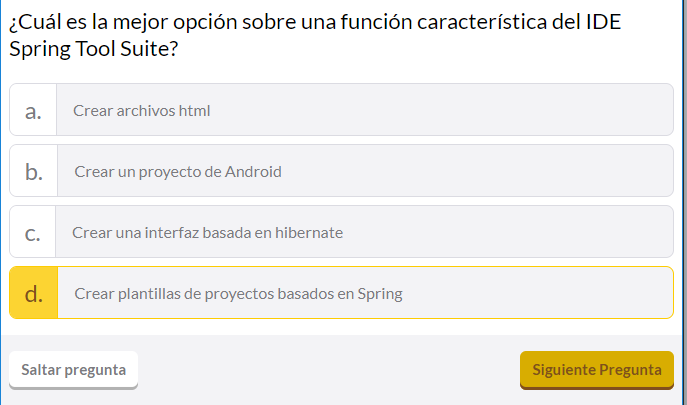 ¿Cuál es la mejor opción sobre una función característica del IDE
Spring Tool Suite?
a. Crear archivos html
b. Crear un proyecto de Android
c. Crear una interfaz basada en hibernate
d. Crear plantillas de proyectos basados en Spring
Saltar pregunta Siguiente Pregunta